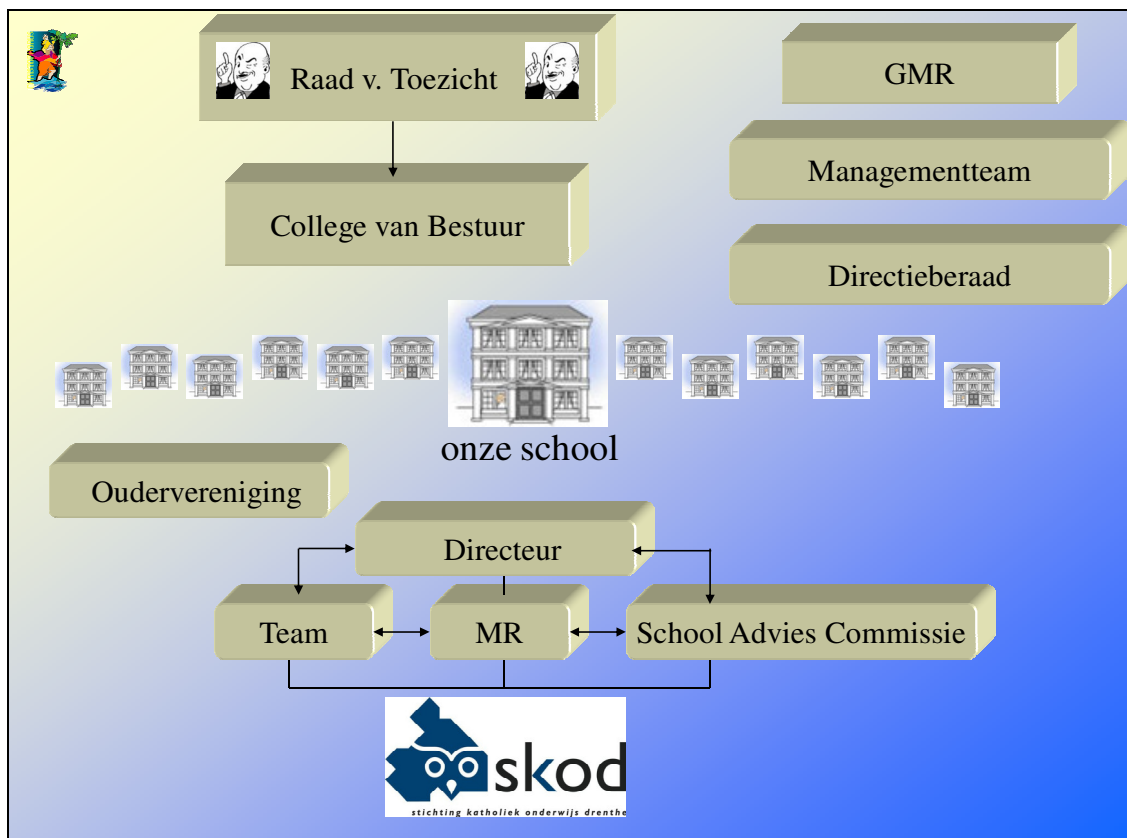 Raad v. Toezicht
GMR
Managementteam
College van Bestuur
Directieberaad
onze school
Oudervereniging
Directeur
Team
MR
School Advies Commissie
skod
stichting katholiek onderwijs drenthe